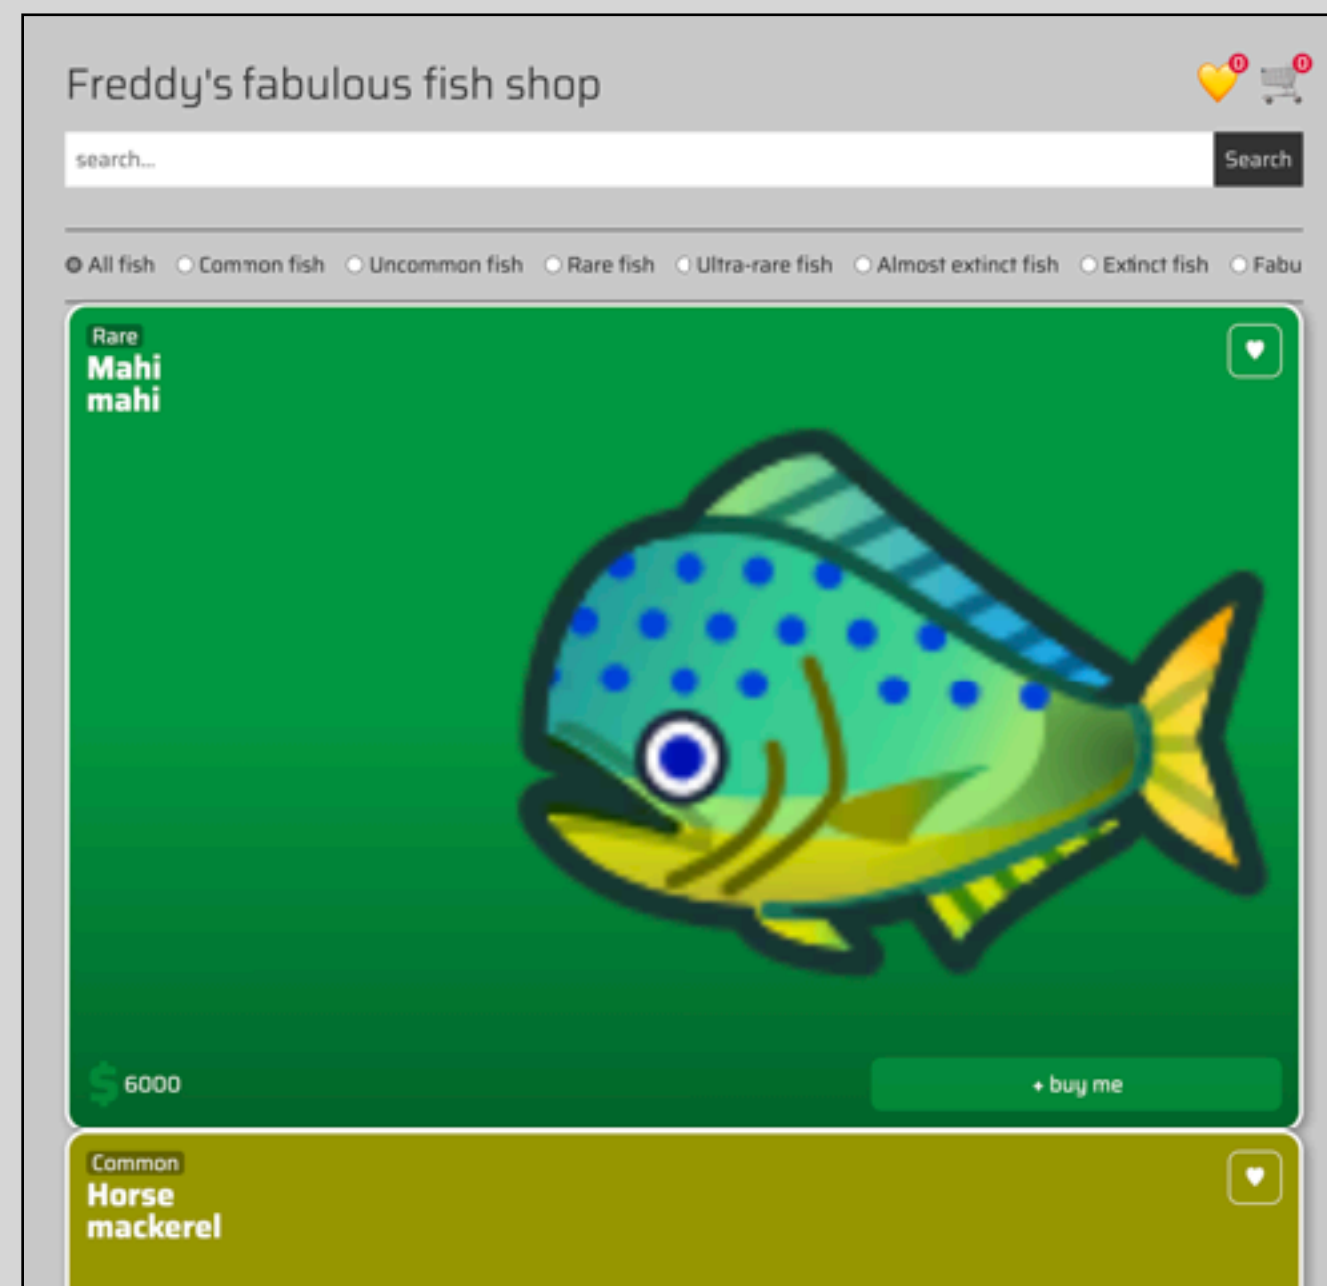 Freddy's fabulous fish shop
0
0
search...
Search
All fish Common fish Uncommon fish Rare fish Ultra-rare fish Almost extinct fish Extinct fish Fabu
Rare
Mahi
mahi
$ 6000
+ buy me
Common
Horse
mackerel